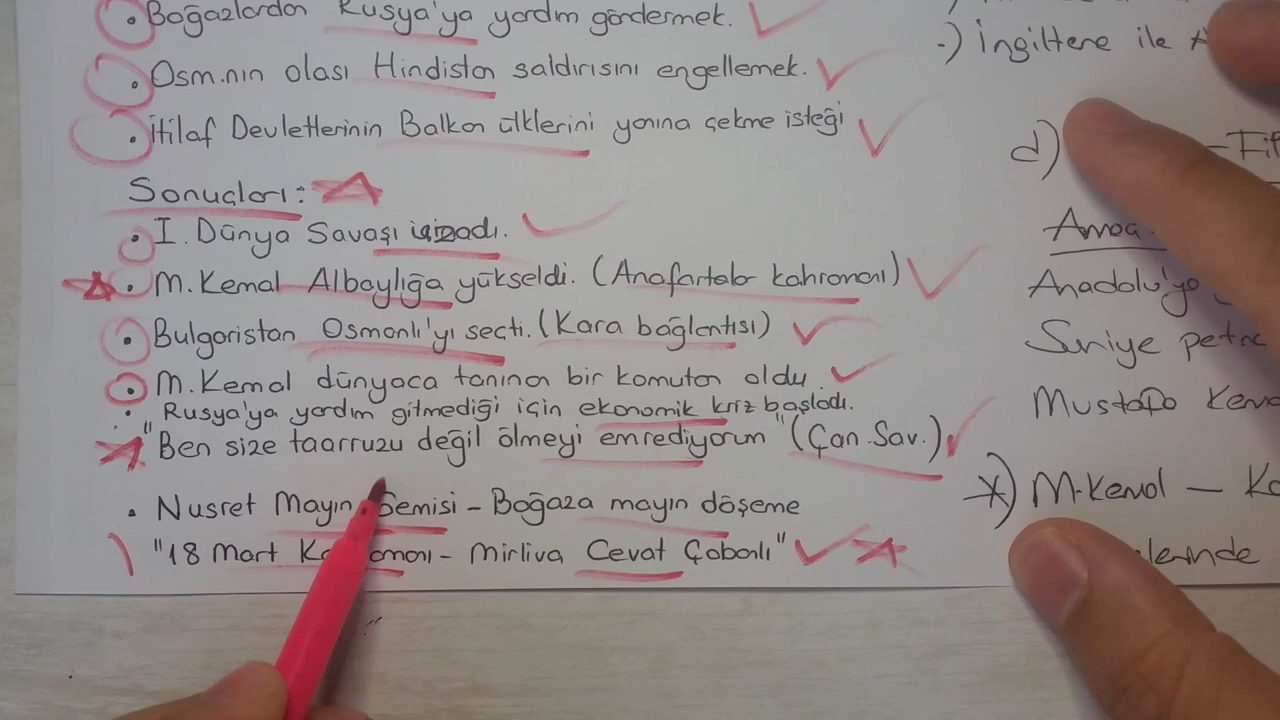 • Boğazlardan Rusya'ya yardım göndermek.
• Osm.nın olası Hindistan saldırısını engellemek.
• İtilaf Devletlerinin Balkan ülklerini yanına çekme isteği
Sonuçları:
• I. Dünya Savaşı uzadı.
• M. Kemal Albaylığa yükseldi. (Anafartalar kahramanı)
• Bulgaristan Osmanlı'yı seçti. (Kara bağlantısı)
• M. Kemal dünyaca tanınan bir komutan oldu.
• Rusya'ya yardım gitmediği için ekonomik kriz başladı.
"Ben size taarruzu değil ölmeyi emrediyorum" (Çan. Sav.)
• Nusret Mayın Gemisi - Boğaza mayın döşeme
"18 Mart Kahramanı - Mirliva Cevat Çobanlı"
•) İngiltere ile
d) - Fit
Anadolu'ya
Suriye
Mustafa Kema
*) M.Kemal -
lerinde